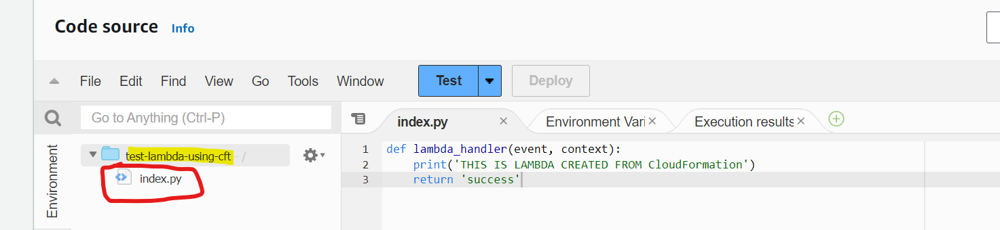 Code source Info
File Edit Find View Go Tools Window Test Deploy
Go to Anything (Ctrl-P) index.py Environment Vari Execution results
Environment
test-lambda-using-cft - /
index.py
1 def lambda_handler(event, context):
2 print('THIS IS LAMBDA CREATED FROM CloudFormation')
3 return 'success'